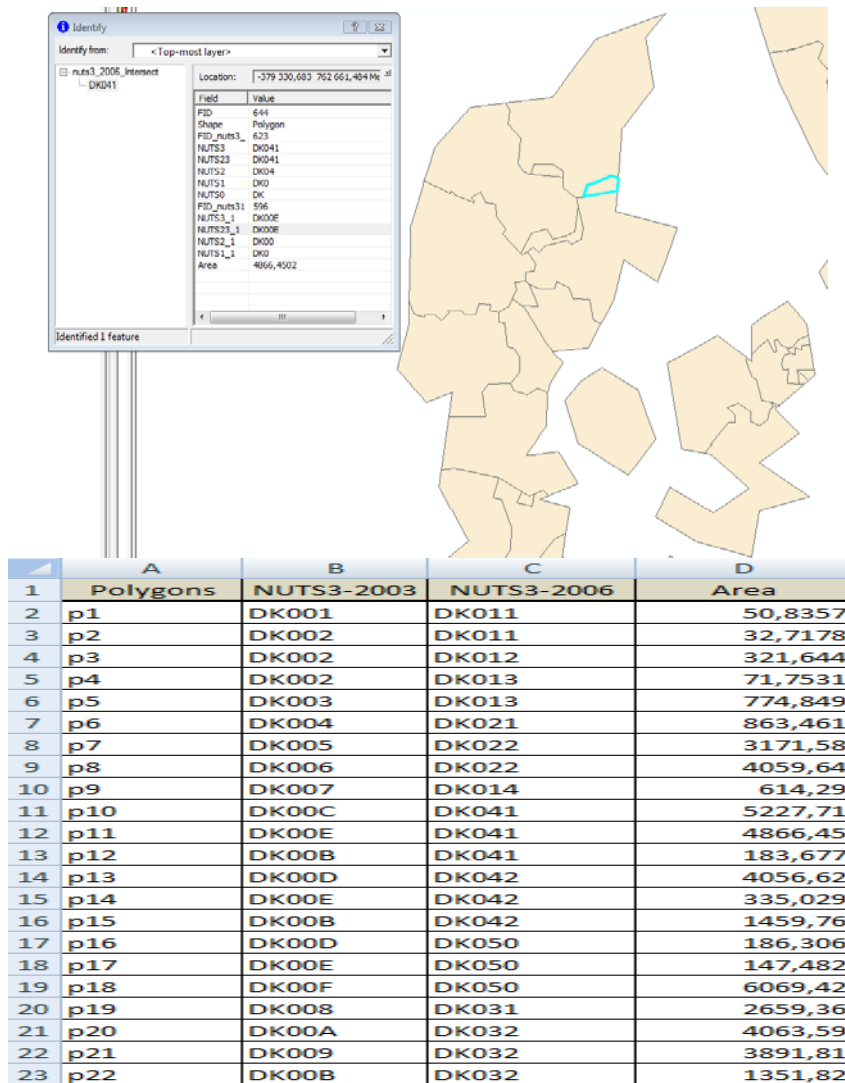 Identify
Identify from: <Top-most layer>
nuts3_2006_Intersect
DK041
Location: -379 330,683 762 661,484 Me
Field Value
FID 644
Shape Polygon
FID_nuts3_ 623
NUTS3 DK041
NUTS23 DK041
NUTS2 DK04
NUTS1 DK0
NUTS0 DK
FID_nuts31 596
NUTS3_1 DK00E
NUTS23_1 DK00E
NUTS2_1 DK00
NUTS1_1 DK0
Area 4866,4502
Identified 1 feature
A B C D
1 Polygons NUTS3-2003 NUTS3-2006 Area
2 p1 DK001 DK011 50,8357
3 p2 DK002 DK011 32,7178
4 p3 DK002 DK012 321,644
5 p4 DK002 DK013 71,7531
6 p5 DK003 DK013 774,849
7 p6 DK004 DK021 863,461
8 p7 DK005 DK022 3171,58
9 p8 DK006 DK022 4059,64
10 p9 DK007 DK014 614,29
11 p10 DK00C DK041 5227,71
12 p11 DK00E DK041 4866,45
13 p12 DK00B DK041 183,677
14 p13 DK00D DK042 4056,62
15 p14 DK00E DK042 335,029
16 p15 DK00B DK042 1459,76
17 p16 DK00D DK050 186,306
18 p17 DK00E DK050 147,482
19 p18 DK00F DK050 6069,42
20 p19 DK008 DK031 2659,36
21 p20 DK00A DK032 4063,59
22 p21 DK009 DK032 3891,81
23 p22 DK00B DK032 1351,82